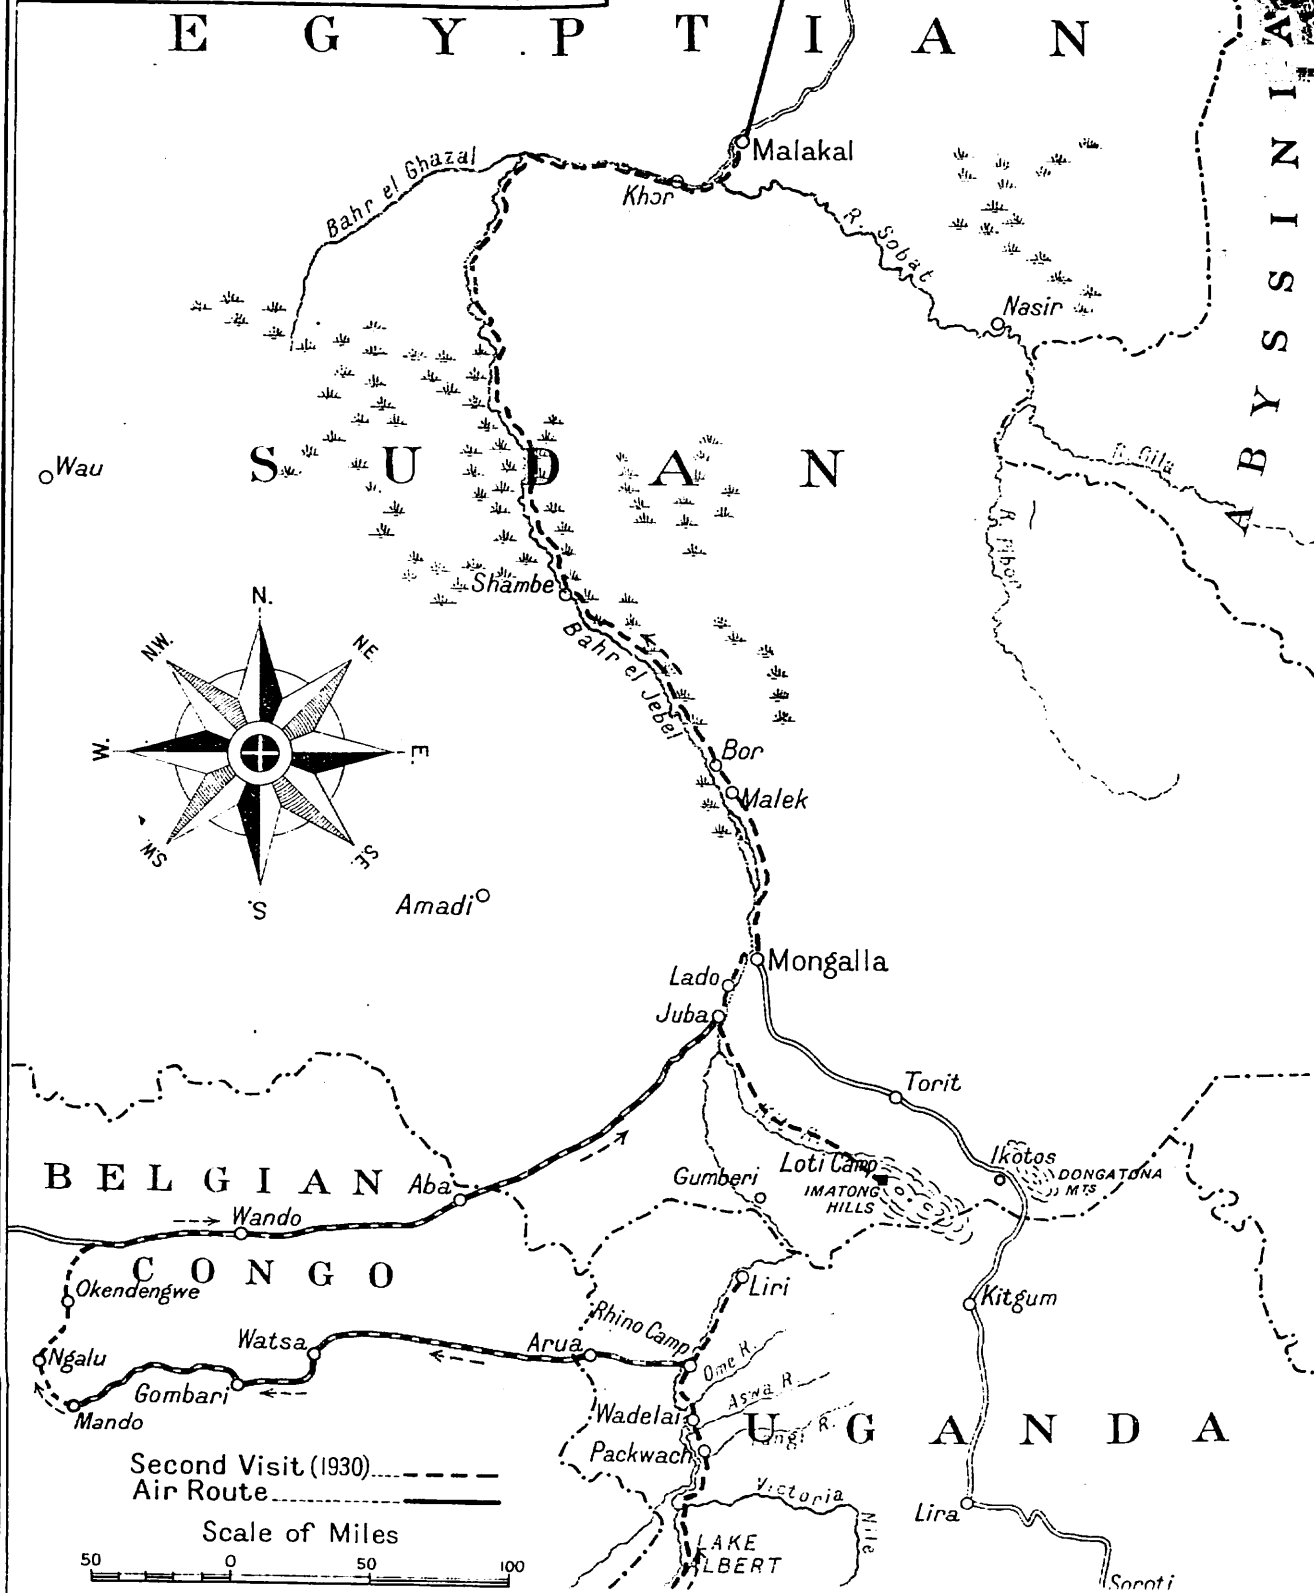 EGYPTIAN
SUDAN
ABYSSINIA
Malakal
Bahr el Ghazal
Khor
R. Sobat
Nasir
Wau
R. Gila
Shambe
Bahr el Jebel
N.
NE.
E.
SE.
S.
SW.
W.
N.W.
Bor
Malek
Amadi
Mongalla
Lado
Juba
Torit
Ikotos
DONGATONA
MTS
Loti Camp
IMATONG
HILLS
Gumberi
BELGIAN
CONGO
Aba
Wando
Okendengwe
Liri
Kitgum
Rhino Camp
Watsa
Arua
Ngalu
Gombari
Mando
Ome R.
Aswa R.
Wadelai
UGANDA
Packwach
Victoria
Nile
Lira
LAKE
ALBERT
Soroti
Second Visit (1930)
Air Route
Scale of Miles
50 0 50 100